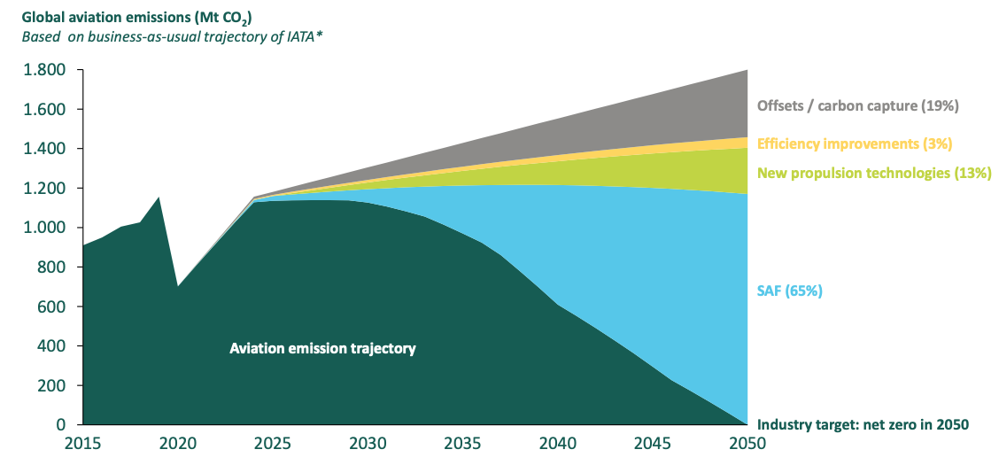 Global aviation emissions (Mt CO₂)
Based on business-as-usual trajectory of IATA*
1.800
1.600
1.400
1.200
1.000
800
600
400
200
0
Offsets / carbon capture (19%)
Efficiency improvements (3%)
New propulsion technologies (13%)
SAF (65%)
Aviation emission trajectory
Industry target: net zero in 2050
2015 2020 2025 2030 2035 2040 2045 2050